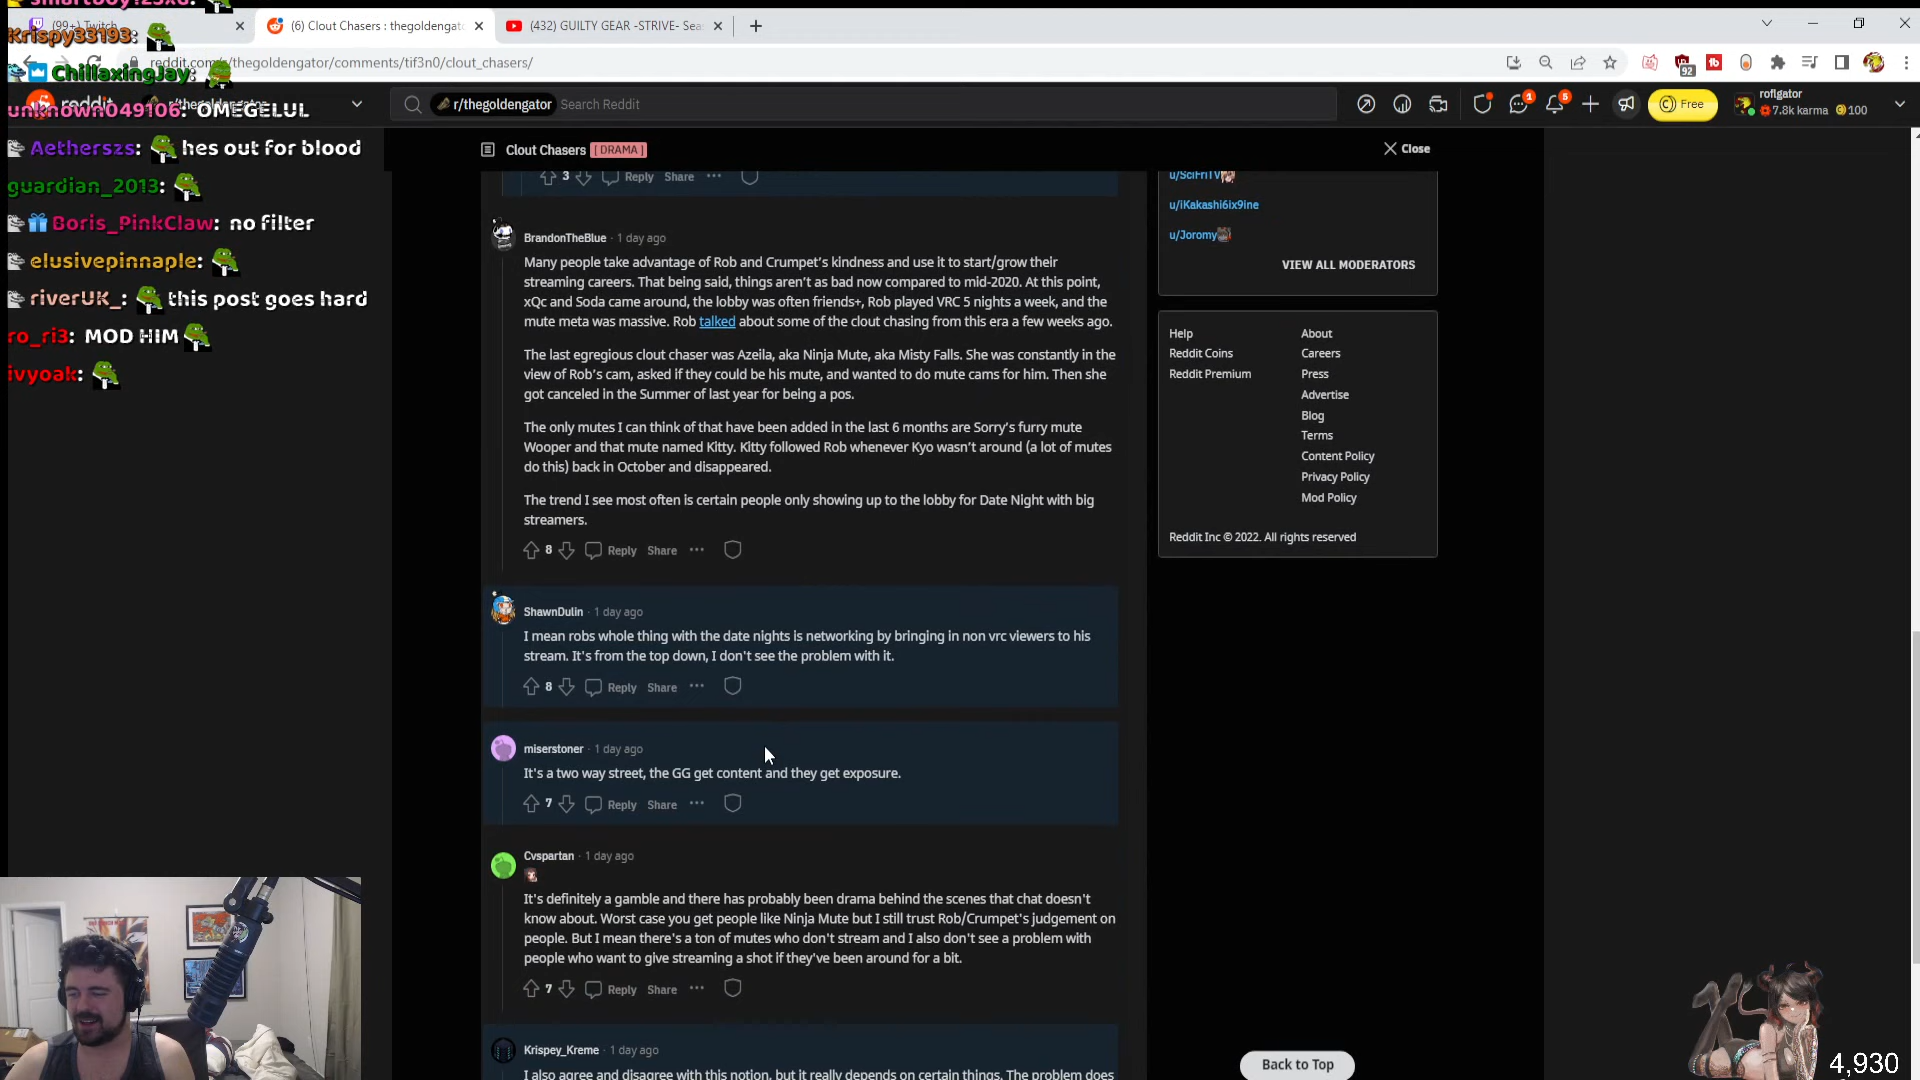 smartboy123xd:
Krispy33193:
ChillaxingJay:
unknown049106: OMEGELUL
Aetherszs: hes out for blood
guardian_2013:
Boris_PinkClaw: no filter
elusivepinnaple:
riverUK_: this post goes hard
ro_ri3: MOD HIM
ivyoak:
(99+) Twitch
(6) Clout Chasers : thegoldengato
(432) GUILTY GEAR -STRIVE- Sea
reddit.com/r/thegoldengator/comments/tif3n0/clout_chasers/
92
reddit
r/thegoldengator
r/thegoldengator Search Reddit
1
5
Free
roflgator
7.8k karma 100
Clout Chasers [ DRAMA ]
Close
3 Reply Share
BrandonTheBlue · 1 day ago
Many people take advantage of Rob and Crumpet's kindness and use it to start/grow their
streaming careers. That being said, things aren't as bad now compared to mid-2020. At this point,
xQc and Soda came around, the lobby was often friends+, Rob played VRC 5 nights a week, and the
mute meta was massive. Rob talked about some of the clout chasing from this era a few weeks ago.
The last egregious clout chaser was Azeila, aka Ninja Mute, aka Misty Falls. She was constantly in the
view of Rob's cam, asked if they could be his mute, and wanted to do mute cams for him. Then she
got canceled in the Summer of last year for being a pos.
The only mutes I can think of that have been added in the last 6 months are Sorry's furry mute
Wooper and that mute named Kitty. Kitty followed Rob whenever Kyo wasn't around (a lot of mutes
do this) back in October and disappeared.
The trend I see most often is certain people only showing up to the lobby for Date Night with big
streamers.
8 Reply Share
ShawnDulin · 1 day ago
I mean robs whole thing with the date nights is networking by bringing in non vrc viewers to his
stream. It's from the top down, I don't see the problem with it.
8 Reply Share
miserstoner · 1 day ago
It's a two way street, the GG get content and they get exposure.
7 Reply Share
Cvspartan · 1 day ago
It's definitely a gamble and there has probably been drama behind the scenes that chat doesn't
know about. Worst case you get people like Ninja Mute but I still trust Rob/Crumpet's judgement on
people. But I mean there's a ton of mutes who don't stream and I also don't see a problem with
people who want to give streaming a shot if they've been around for a bit.
7 Reply Share
Krispey_Kreme · 1 day ago
I also agree and disagree with this notion, but it really depends on certain things. The problem does
u/SciFriTV
u/iKakashi6ix9ine
u/Joromy
VIEW ALL MODERATORS
Help
Reddit Coins
Reddit Premium
About
Careers
Press
Advertise
Blog
Terms
Content Policy
Privacy Policy
Mod Policy
Reddit Inc © 2022. All rights reserved
Back to Top
4,930